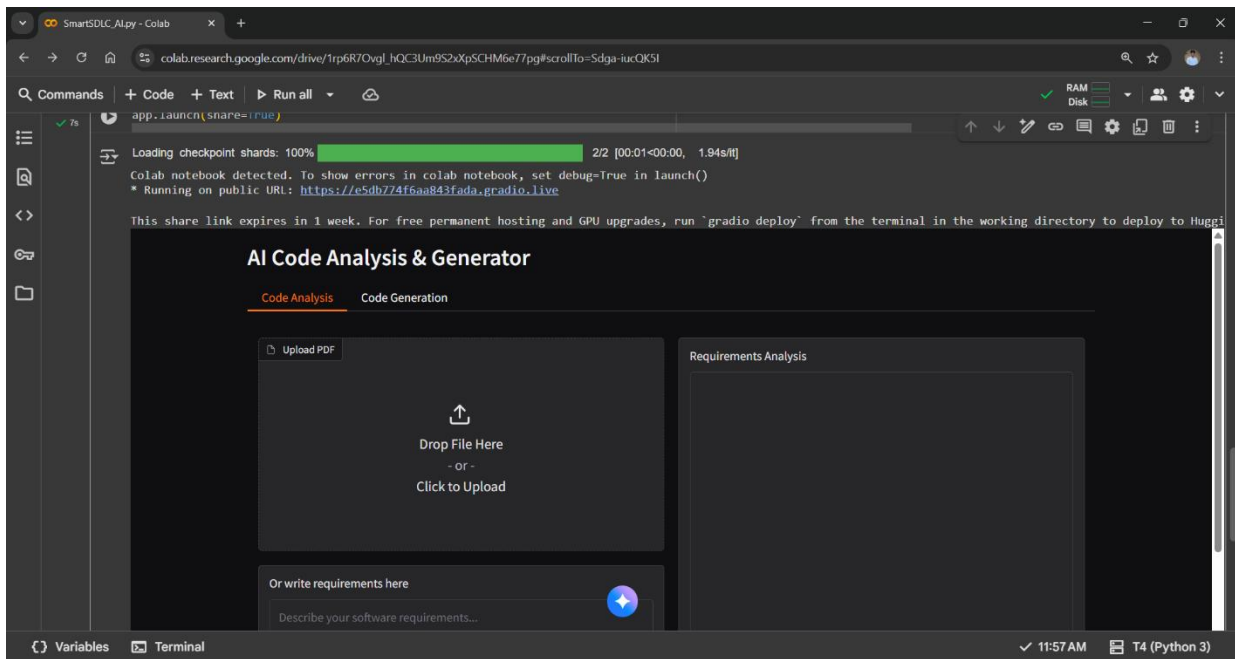 SmartSDLC_AI.py - Colab
colab.research.google.com/drive/1rp6R7Ovgl_hQC3Um9S2xXpSCHM6e77pg#scrollTo=Sdga-iucQK5I
Commands + Code + Text Run all
RAM
Disk
7s
app.launch(share=True)
Loading checkpoint shards: 100% 2/2 [00:01<00:00, 1.94s/it]
Colab notebook detected. To show errors in colab notebook, set debug=True in launch()
* Running on public URL: https://e5db774f6aa843fada.gradio.live
This share link expires in 1 week. For free permanent hosting and GPU upgrades, run `gradio deploy` from the terminal in the working directory to deploy to Huggi
AI Code Analysis & Generator
Code Analysis Code Generation
Upload PDF
Requirements Analysis
Drop File Here
- or -
Click to Upload
Or write requirements here
Describe your software requirements...
{} Variables Terminal 11:57 AM T4 (Python 3)